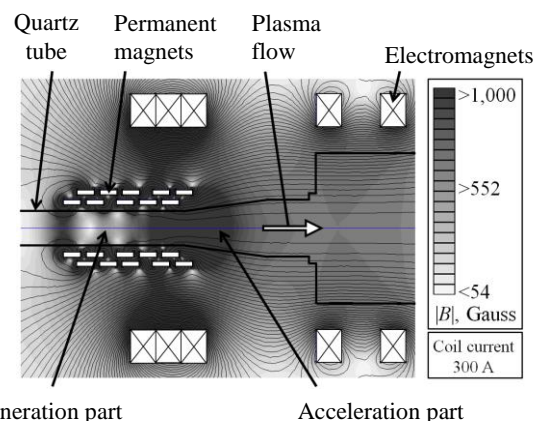 Quartz
tube
Permanent
magnets
Plasma
flow
Electromagnets
>1,000
>552
<54
|B|, Gauss
Coil current
300 A
neration part
Acceleration part